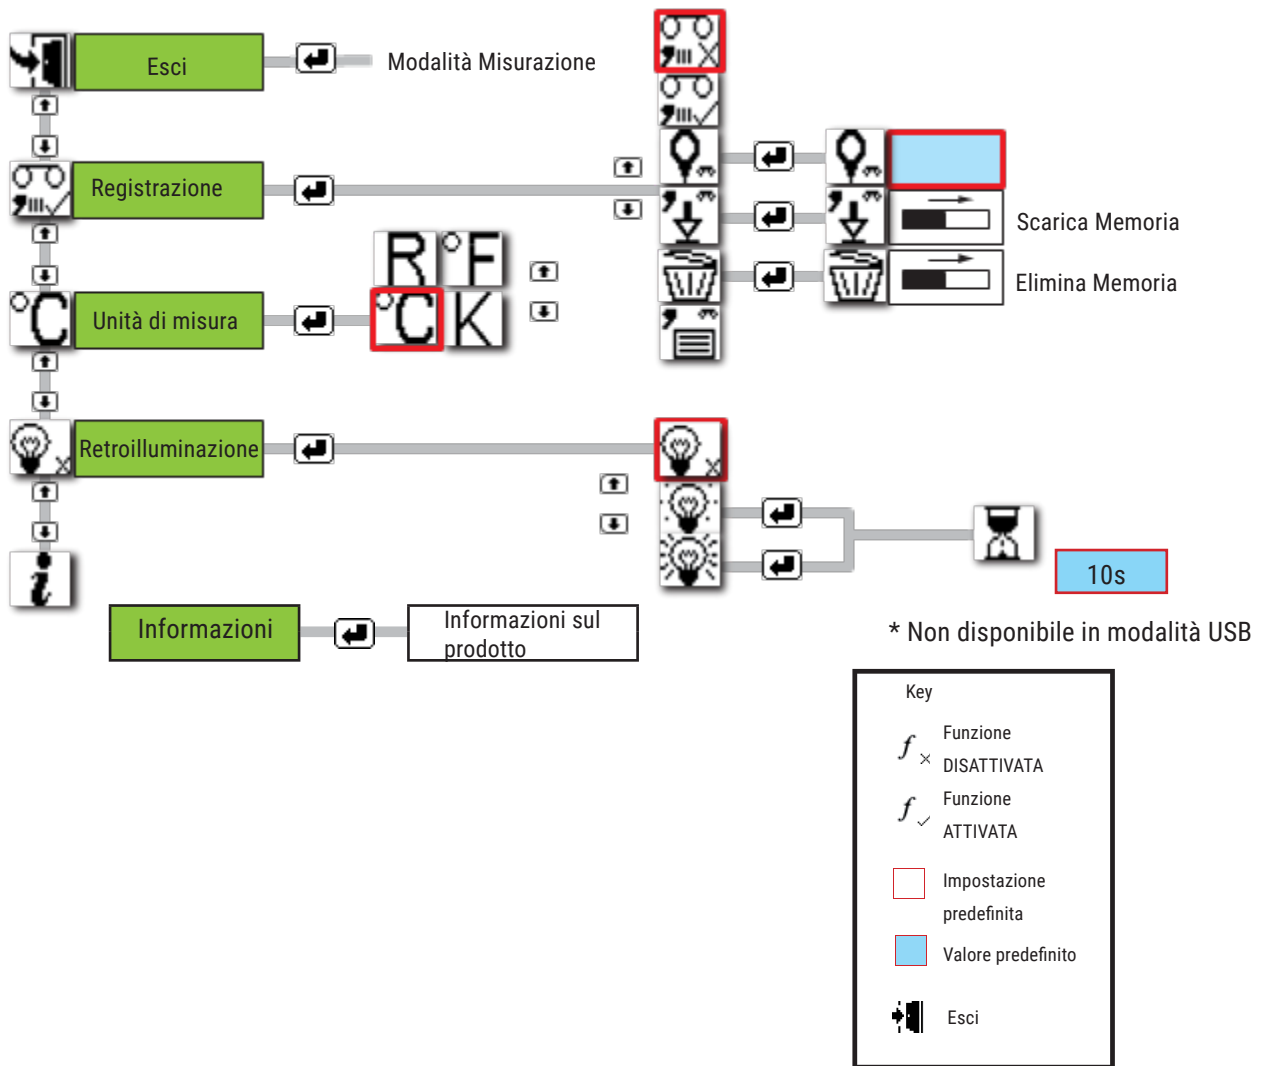 Esci
Modalità Misurazione
Registrazione
Scarica Memoria
Elimina Memoria
R °F
°C
Unità di misura
°C K
Retroilluminazione
10s
i
Informazioni
Informazioni sul
prodotto
* Non disponibile in modalità USB
Key
f x
Funzione
DISATTIVATA
f ✓
Funzione
ATTIVATA
Impostazione
predefinita
Valore predefinito
Esci